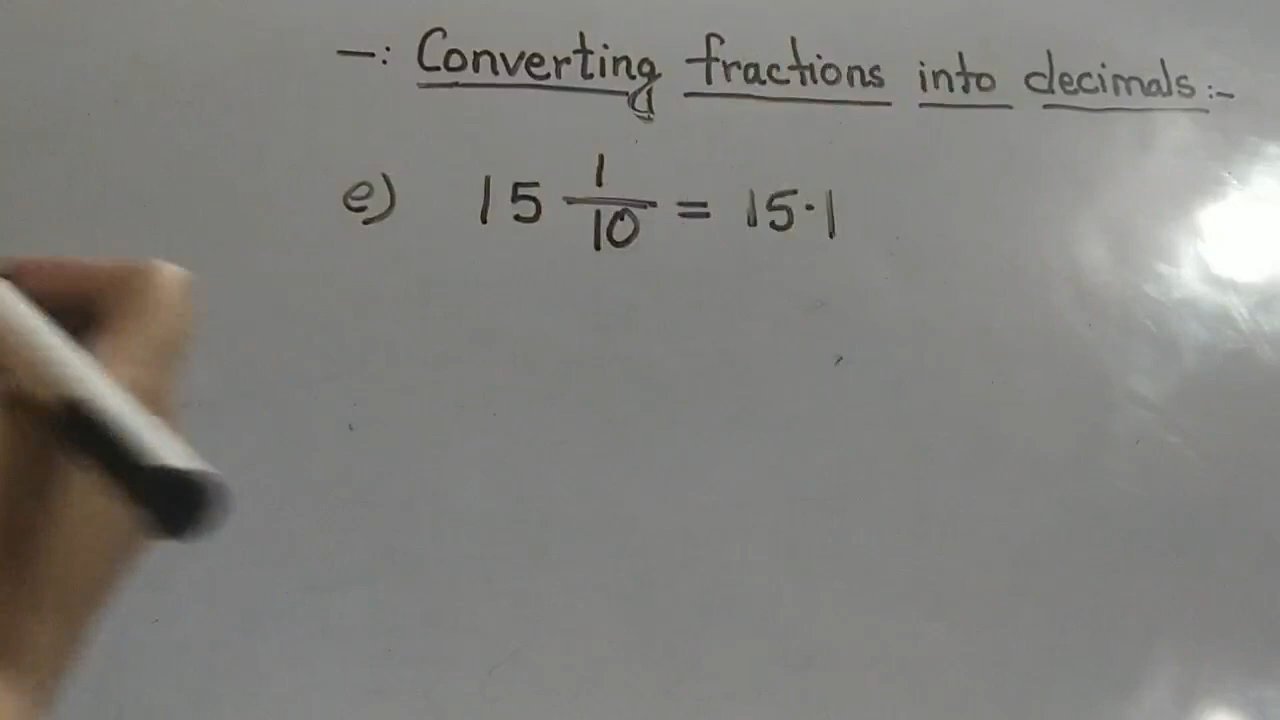 -: Converting fractions into decimals:-
e) 15 1/10 = 15·1